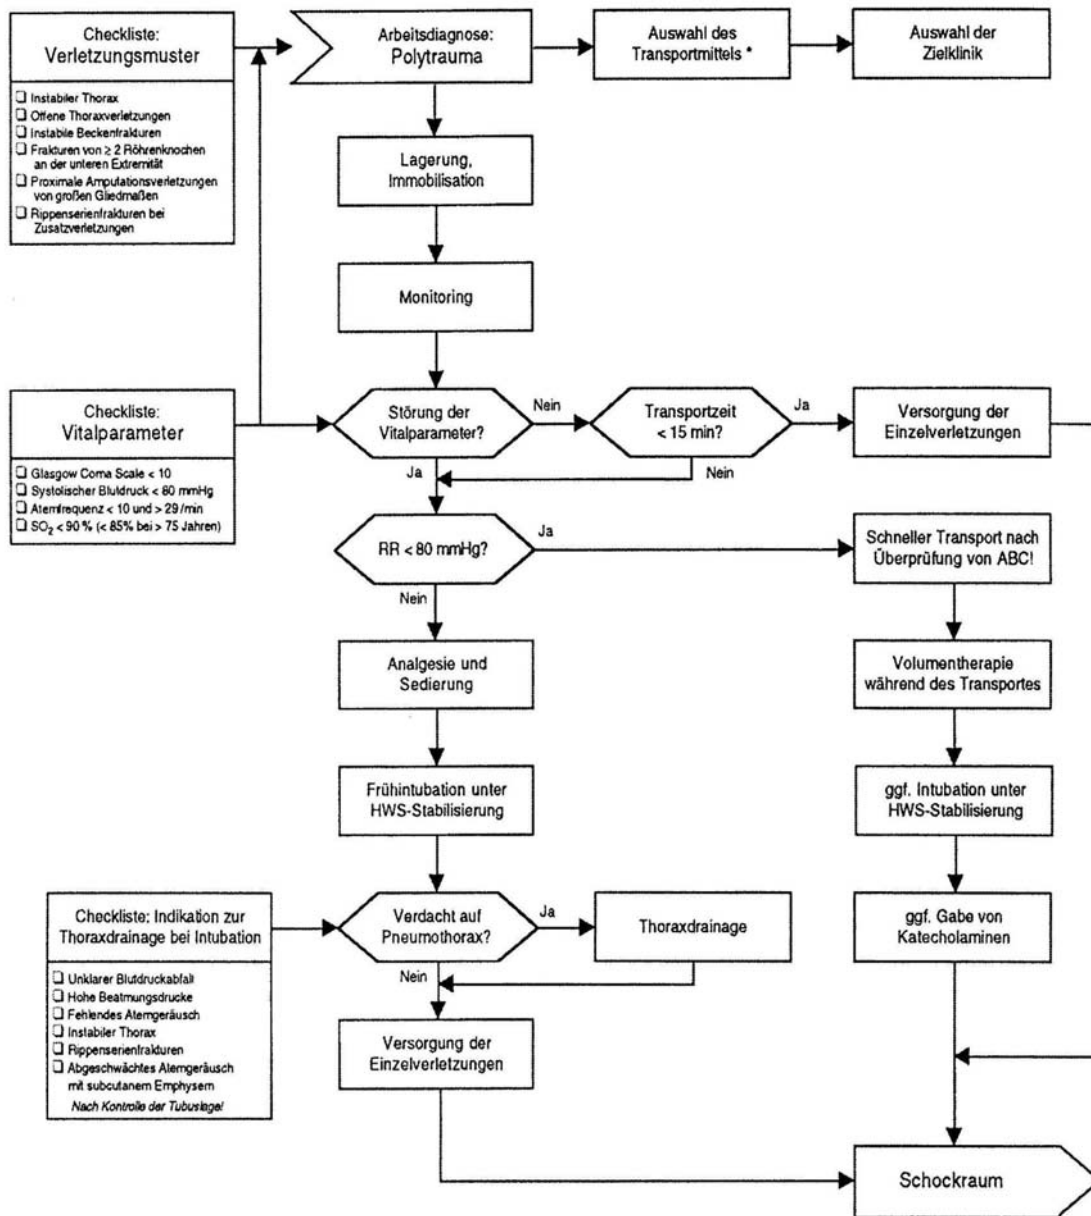 Checkliste:
Verletzungsmuster
❑ Instabiler Thorax
❑ Offene Thoraxverletzungen
❑ Instabile Beckenfrakturen
❑ Frakturen von ≥ 2 Röhrenknochen
an der unteren Extremität
❑ Proximale Amputationsverletzungen
von großen Gliedmaßen
❑ Rippenserienfrakturen bei
Zusatzverletzungen
Arbeitsdiagnose:
Polytrauma
Auswahl des
Transportmittels *
Auswahl der
Zielklinik
Lagerung,
Immobilisation
Monitoring
Checkliste:
Vitalparameter
❑ Glasgow Coma Scale < 10
❑ Systolischer Blutdruck < 80 mmHg
❑ Atemfrequenz < 10 und > 29 /min
❑ SO2 < 90 % (< 85% bei > 75 Jahren)
Störung der
Vitalparameter?
Nein
Ja
Transportzeit
< 15 min?
Ja
Nein
Versorgung der
Einzelverletzungen
RR < 80 mmHg?
Ja
Nein
Schneller Transport nach
Überprüfung von ABC!
Analgesie und
Sedierung
Volumentherapie
während des Transportes
Frühintubation unter
HWS-Stabilisierung
ggf. Intubation unter
HWS-Stabilisierung
Checkliste: Indikation zur
Thoraxdrainage bei Intubation
❑ Unklarer Blutdruckabfall
❑ Hohe Beatmungsdrucke
❑ Fehlendes Atemgeräusch
❑ Instabiler Thorax
❑ Rippenserienfrakturen
❑ Abgeschwächtes Atemgeräusch
mit subcutanem Emphysem
Nach Kontrolle der Tubuslage!
Verdacht auf
Pneumothorax?
Ja
Nein
Thoraxdrainage
ggf. Gabe von
Katecholaminen
Versorgung der
Einzelverletzungen
Schockraum